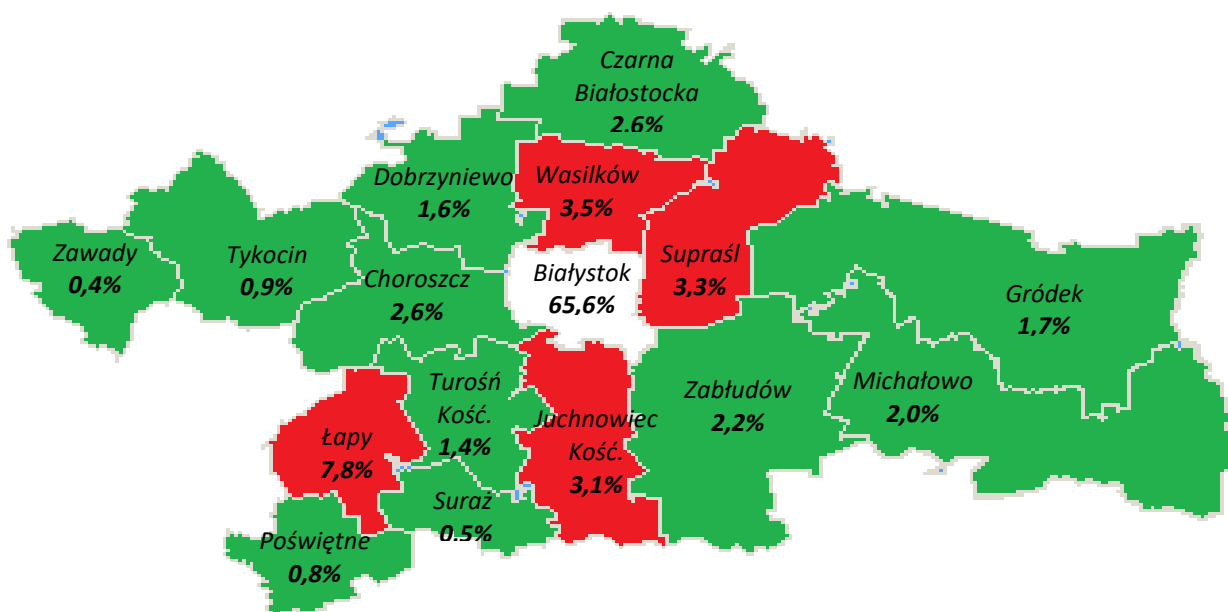 Czarna
Białostocka
2.6%
Dobrzyniewo
1,6%
Wasilków
3,5%
Zawady
0,4%
Tykocin
0,9%
Choroszcz
2,6%
Białystok
65,6%
Supraśl
3,3%
Gródek
1,7%
Turośń
Kość.
1,4%
Juchnowiec
Kość.
3,1%
Zabłudów
2,2%
Michałowo
2,0%
Łapy
7,8%
Suraż
0.5%
Poświętne
0,8%